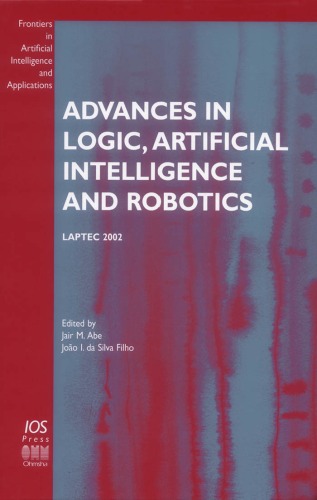 Frontiers
in
Artificial
Intelligence and
Applications
ADVANCES IN
LOGIC, ARTIFICIAL
INTELLIGENCE
AND ROBOTICS
LAPTEC 2002
Edited by
Jair M. Abe
João I. da Silva Filho
IOS
Press
OHM
Ohmsha